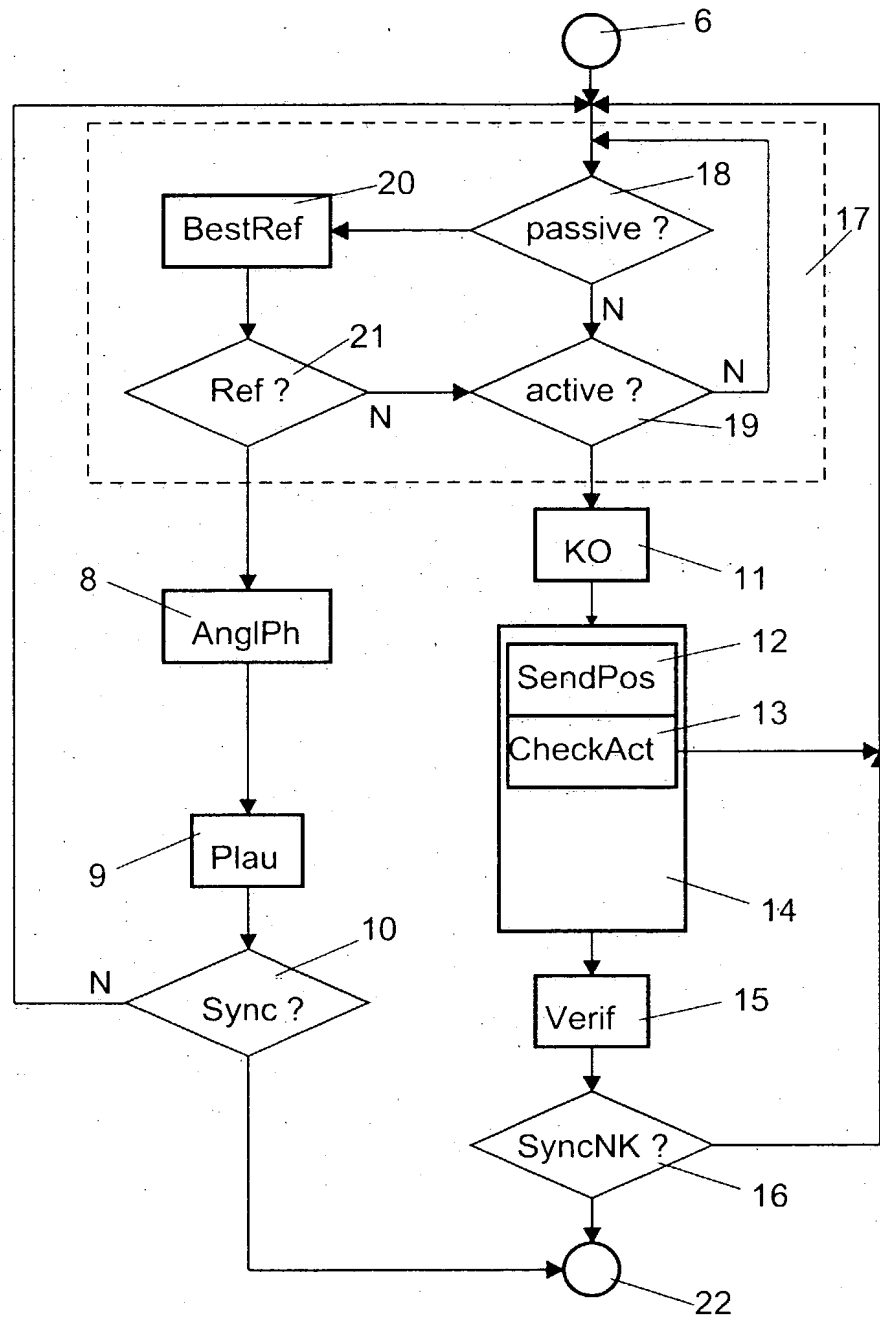 6
20
18
BestRef
passive ?
17
N
21
Ref ?
active ?
N
N
19
KO
11
8
AnglPh
12
SendPos
13
CheckAct
Plau
9
14
10
N
Sync ?
15
Verif
SyncNK ?
16
22